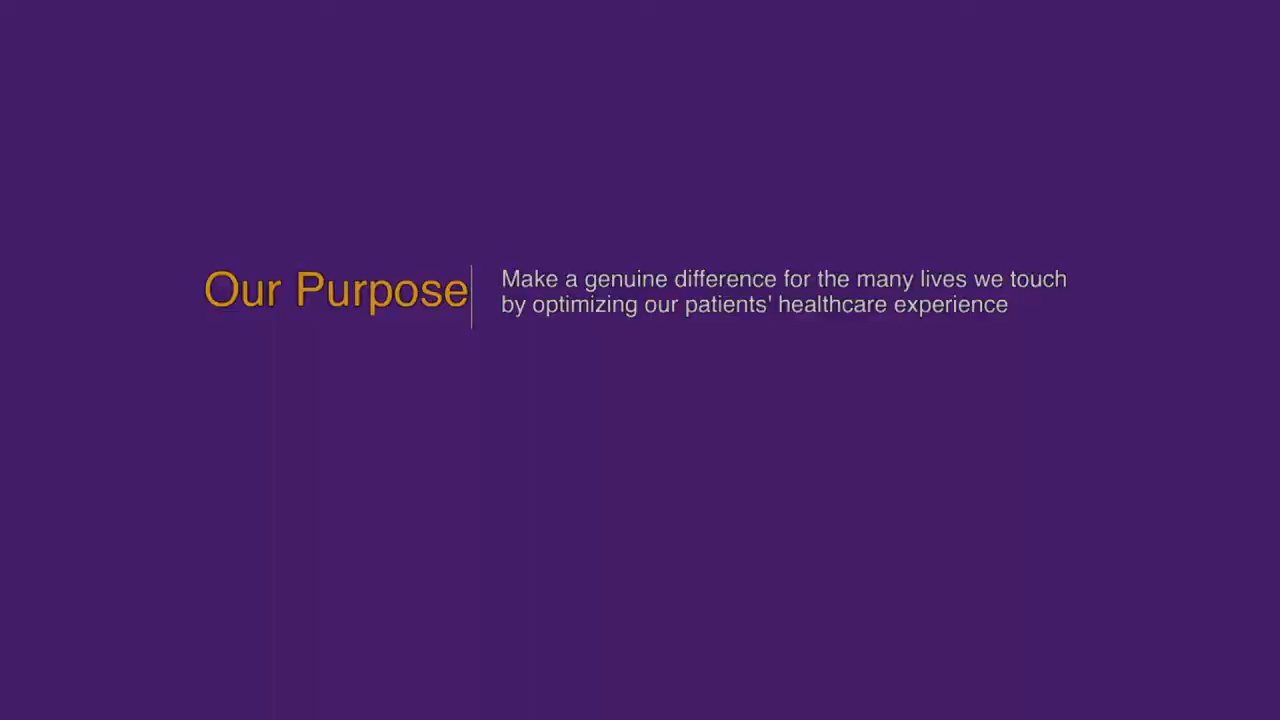 Our Purpose
Make a genuine difference for the many lives we touch
by optimizing our patients' healthcare experience